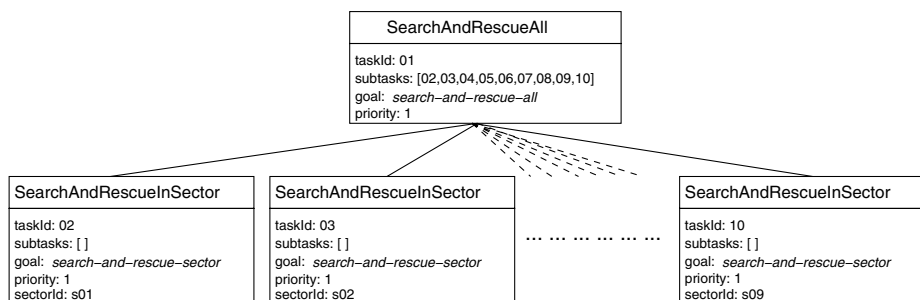 SearchAndRescueAll
taskId: 01
subtasks: [02,03,04,05,06,07,08,09,10]
goal: search−and−rescue−all
priority: 1
SearchAndRescueInSector
taskId: 02
subtasks: [ ]
goal: search−and−rescue−sector
priority: 1
sectorId: s01
SearchAndRescueInSector
taskId: 03
subtasks: [ ]
goal: search−and−rescue−sector
priority: 1
sectorId: s02
... ... ... ... ... ...
SearchAndRescueInSector
taskId: 10
subtasks: [ ]
goal: search−and−rescue−sector
priority: 1
sectorId: s09